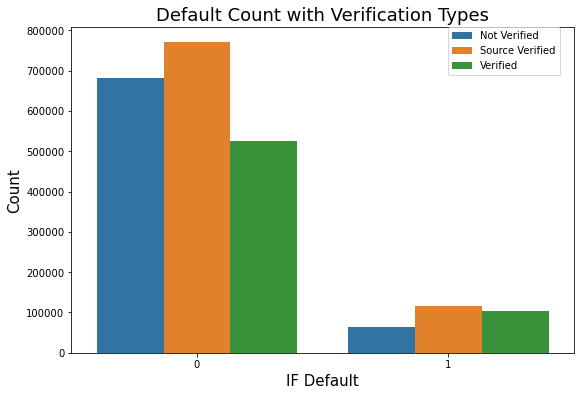 Default Count with Verification Types
Not Verified
Source Verified
Verified
800000
700000
600000
500000
400000
300000
200000
100000
0
Count
0 1
IF Default